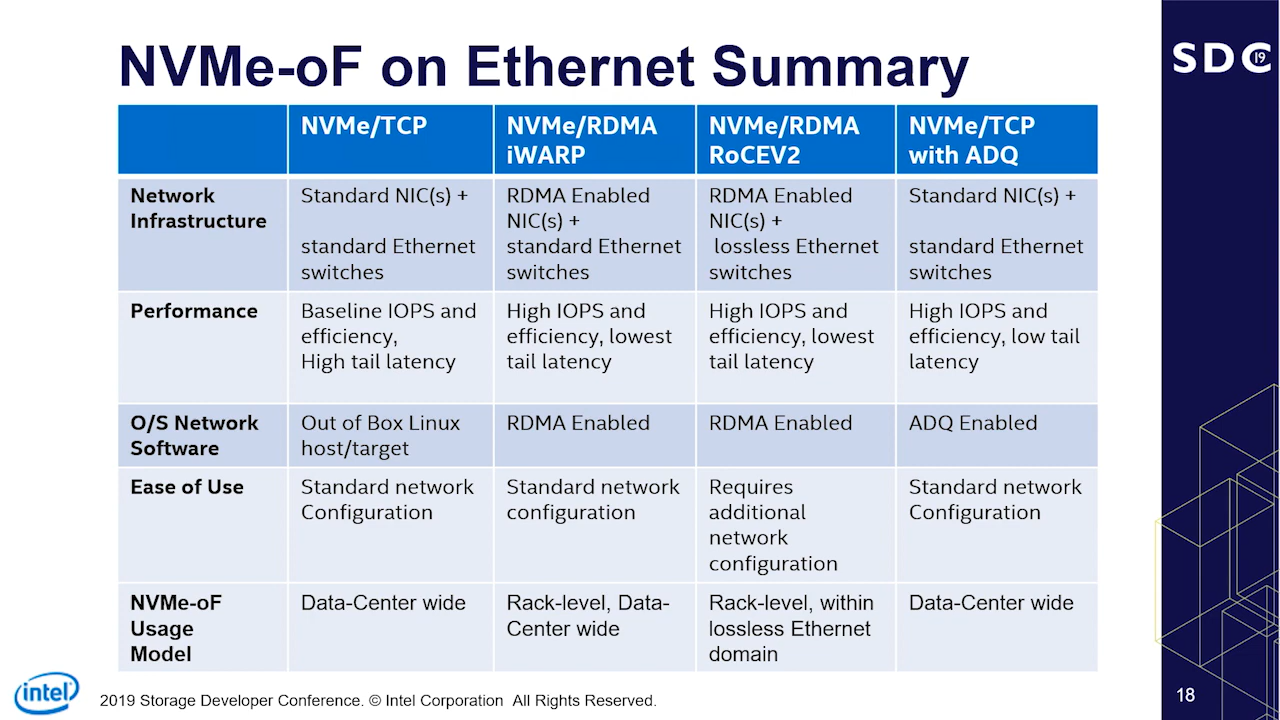 NVMe-oF on Ethernet Summary
SDC 19
NVMe/TCP
NVMe/RDMA
iWARP
NVMe/RDMA
RoCEV2
NVMe/TCP
with ADQ
Network
Infrastructure
Standard NIC(s) +
standard Ethernet
switches
RDMA Enabled
NIC(s) +
standard Ethernet
switches
RDMA Enabled
NIC(s) +
lossless Ethernet
switches
Standard NIC(s) +
standard Ethernet
switches
Performance
Baseline IOPS and
efficiency,
High tail latency
High IOPS and
efficiency, lowest
tail latency
High IOPS and
efficiency, lowest
tail latency
High IOPS and
efficiency, low tail
latency
O/S Network
Software
Out of Box Linux
host/target
RDMA Enabled
RDMA Enabled
ADQ Enabled
Ease of Use
Standard network
Configuration
Standard network
configuration
Requires
additional
network
configuration
Standard network
Configuration
NVMe-oF
Usage
Model
Data-Center wide
Rack-level, Data-
Center wide
Rack-level, within
lossless Ethernet
domain
Data-Center wide
intel
2019 Storage Developer Conference. © Intel Corporation All Rights Reserved.
18